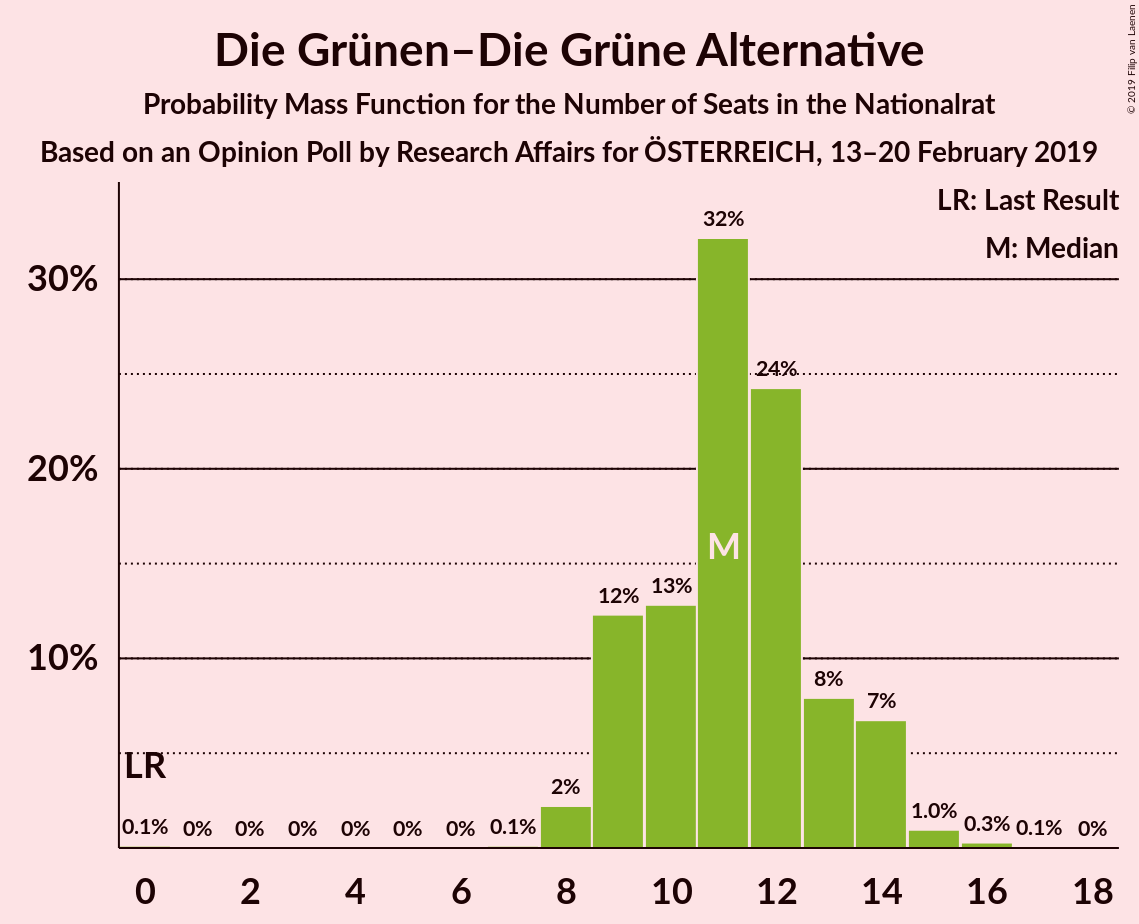 Die Grünen–Die Grüne Alternative
Probability Mass Function for the Number of Seats in the Nationalrat
Based on an Opinion Poll by Research Affairs for ÖSTERREICH, 13–20 February 2019
© 2019 Filip van Laenen
LR: Last Result
M: Median
32%
30%
24%
20%
M
12% 13%
10%
8%
7%
LR
2%
0.1% 0% 0% 0% 0% 0% 0% 0.1% 1.0% 0.3% 0.1% 0%
0 2 4 6 8 10 12 14 16 18